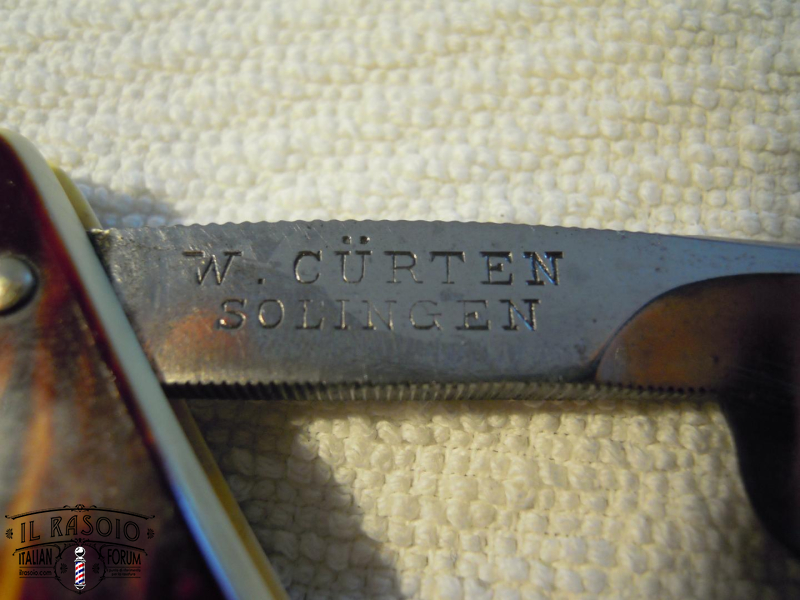 W. CÜRTEN
SOLINGEN
IL RASOIO
ITALIAN FORUM